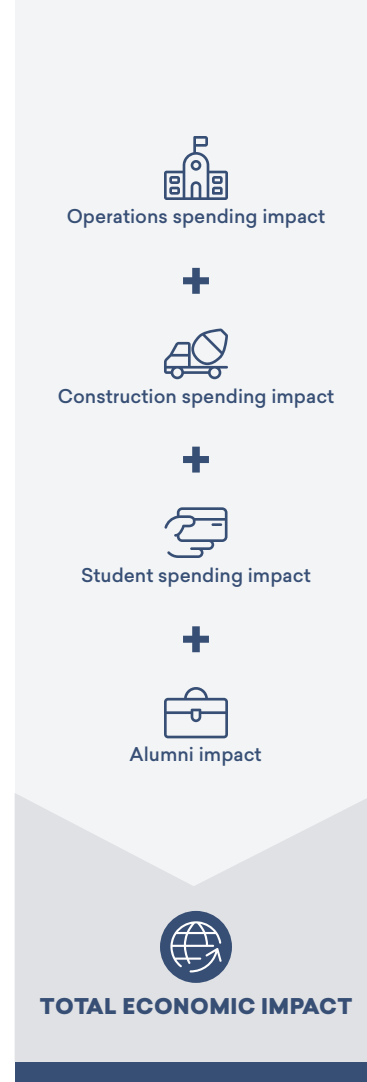 Operations spending impact
+
Construction spending impact
+
Student spending impact
+
Alumni impact
TOTAL ECONOMIC IMPACT